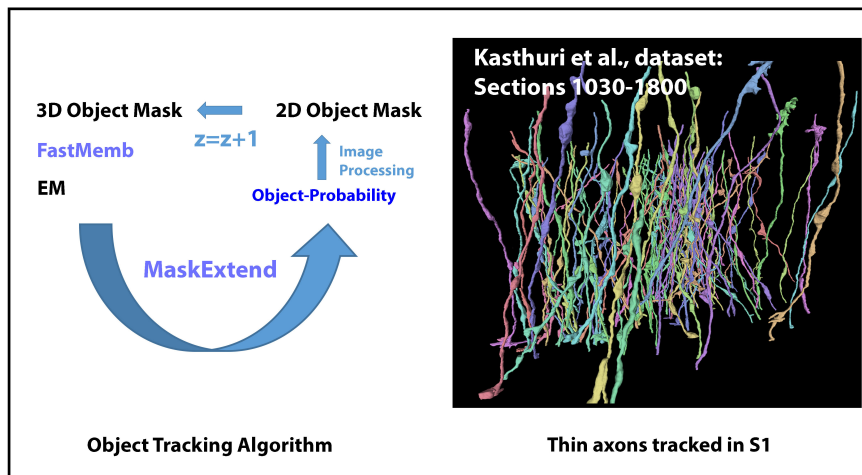 3D Object Mask
2D Object Mask
z=z+1
FastMemb
Image
Processing
EM
Object-Probability
MaskExtend
Object Tracking Algorithm
Kasthuri et al., dataset:
Sections 1030-1800
Thin axons tracked in S1